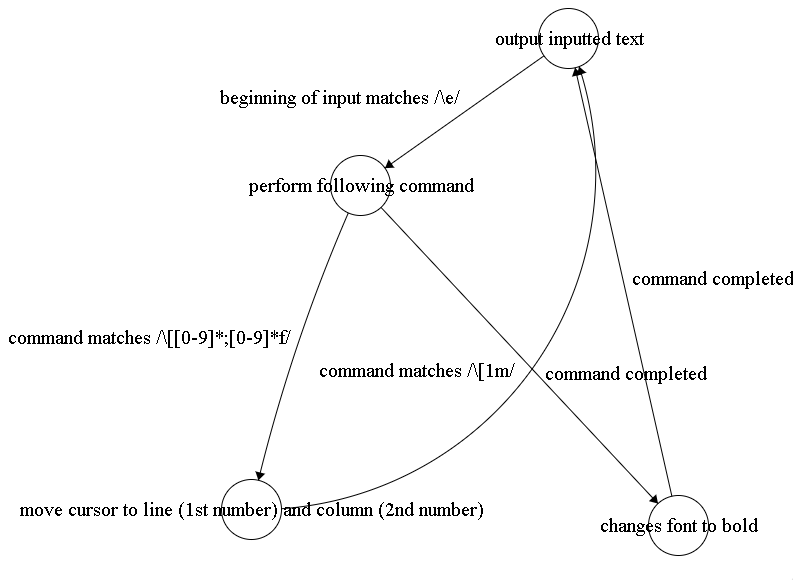 output inputted text
beginning of input matches /\e/
perform following command
command completed
command matches /\[[0-9]*;[0-9]*f/
command matches /\[1m/
command completed
move cursor to line (1st number) and column (2nd number)
changes font to bold